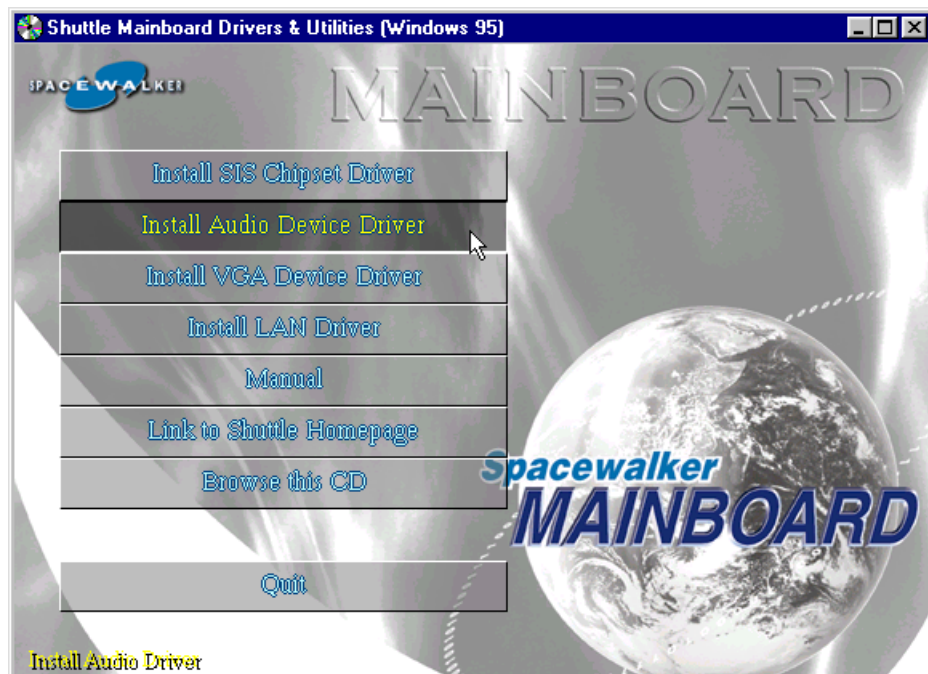 Shuttle Mainboard Drivers & Utilities (Windows 95)
SPACEWALKER
MAINBOARD
Install SIS Chipset Driver
Install Audio Device Driver
Install VGA Device Driver
Install LAN Driver
Manual
Link to Shuttle Homepage
Browse this CD
Spacewalker
MAINBOARD
Quit
Install Audio Driver